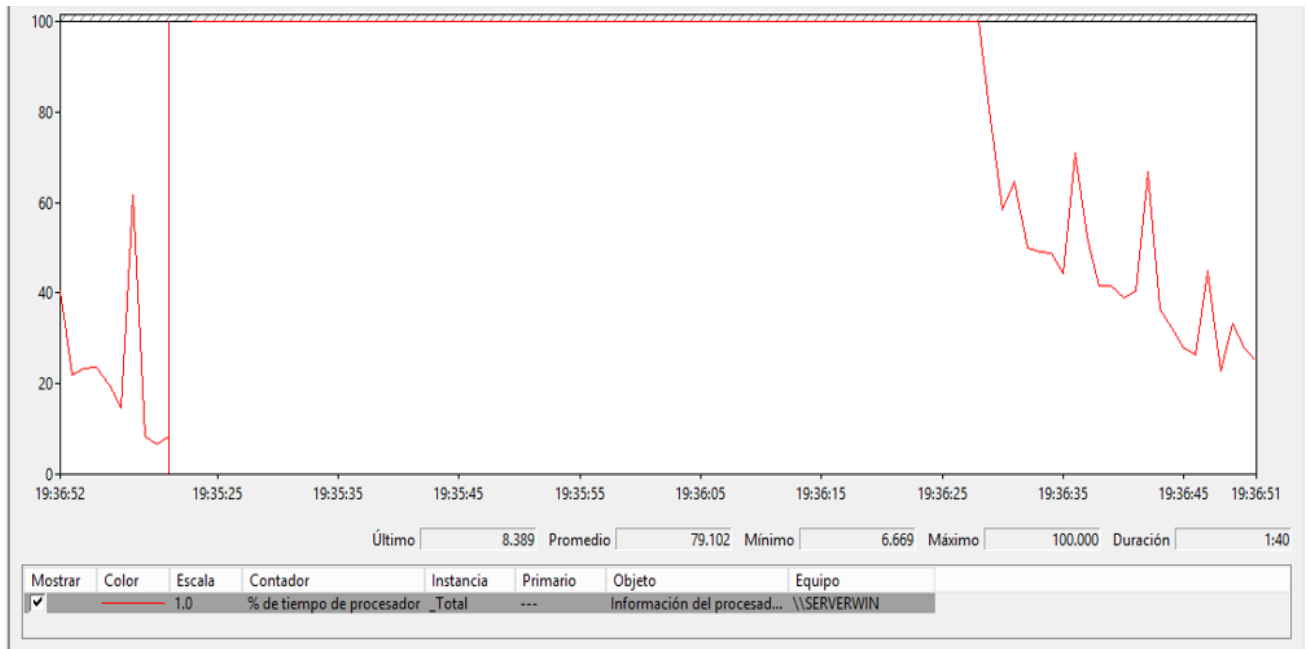 100
80
60
40
20
0
19:36:52 19:35:25 19:35:35 19:35:45 19:35:55 19:36:05 19:36:15 19:36:25 19:36:35 19:36:45 19:36:51
Último 8.389 Promedio 79.102 Mínimo 6.669 Máximo 100.000 Duración 1:40
Mostrar Color Escala Contador Instancia Primario Objeto Equipo
1.0 % de tiempo de procesador _Total --- Información del procesad... \\SERVERWIN